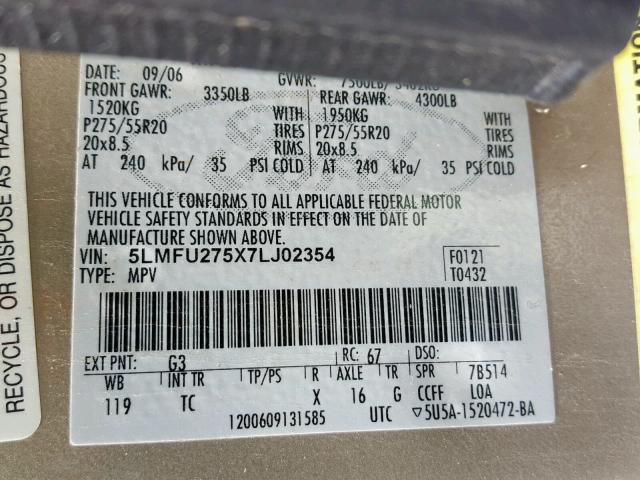 DATE: 09/06 GVWR: 7500LB/ 3402KG
FRONT GAWR: 3350LB REAR GAWR: 4300LB
1520KG WITH 1950KG WITH
P275/55R20 TIRES P275/55R20 TIRES
20x8.5 RIMS 20x8.5 RIMS
AT 240 kPa/ 35 PSI COLD AT 240 kPa/ 35 PSI COLD
THIS VEHICLE CONFORMS TO ALL APPLICABLE FEDERAL MOTOR
VEHICLE SAFETY STANDARDS IN EFFECT ON THE DATE OF
MANUFACTURE SHOWN ABOVE.
VIN: 5LMFU275X7LJ02354 F0121
TYPE: MPV T0432
EXT PNT: G3 RC: 67 DSO:
WB INT TR TP/PS R AXLE TR SPR 7B514
119 TC X 16 G CCFF LOA
1200609131585 UTC ▽5U5A-1520472-BA
RECYCLE, OR DISPOSE AS HAZARDOUS